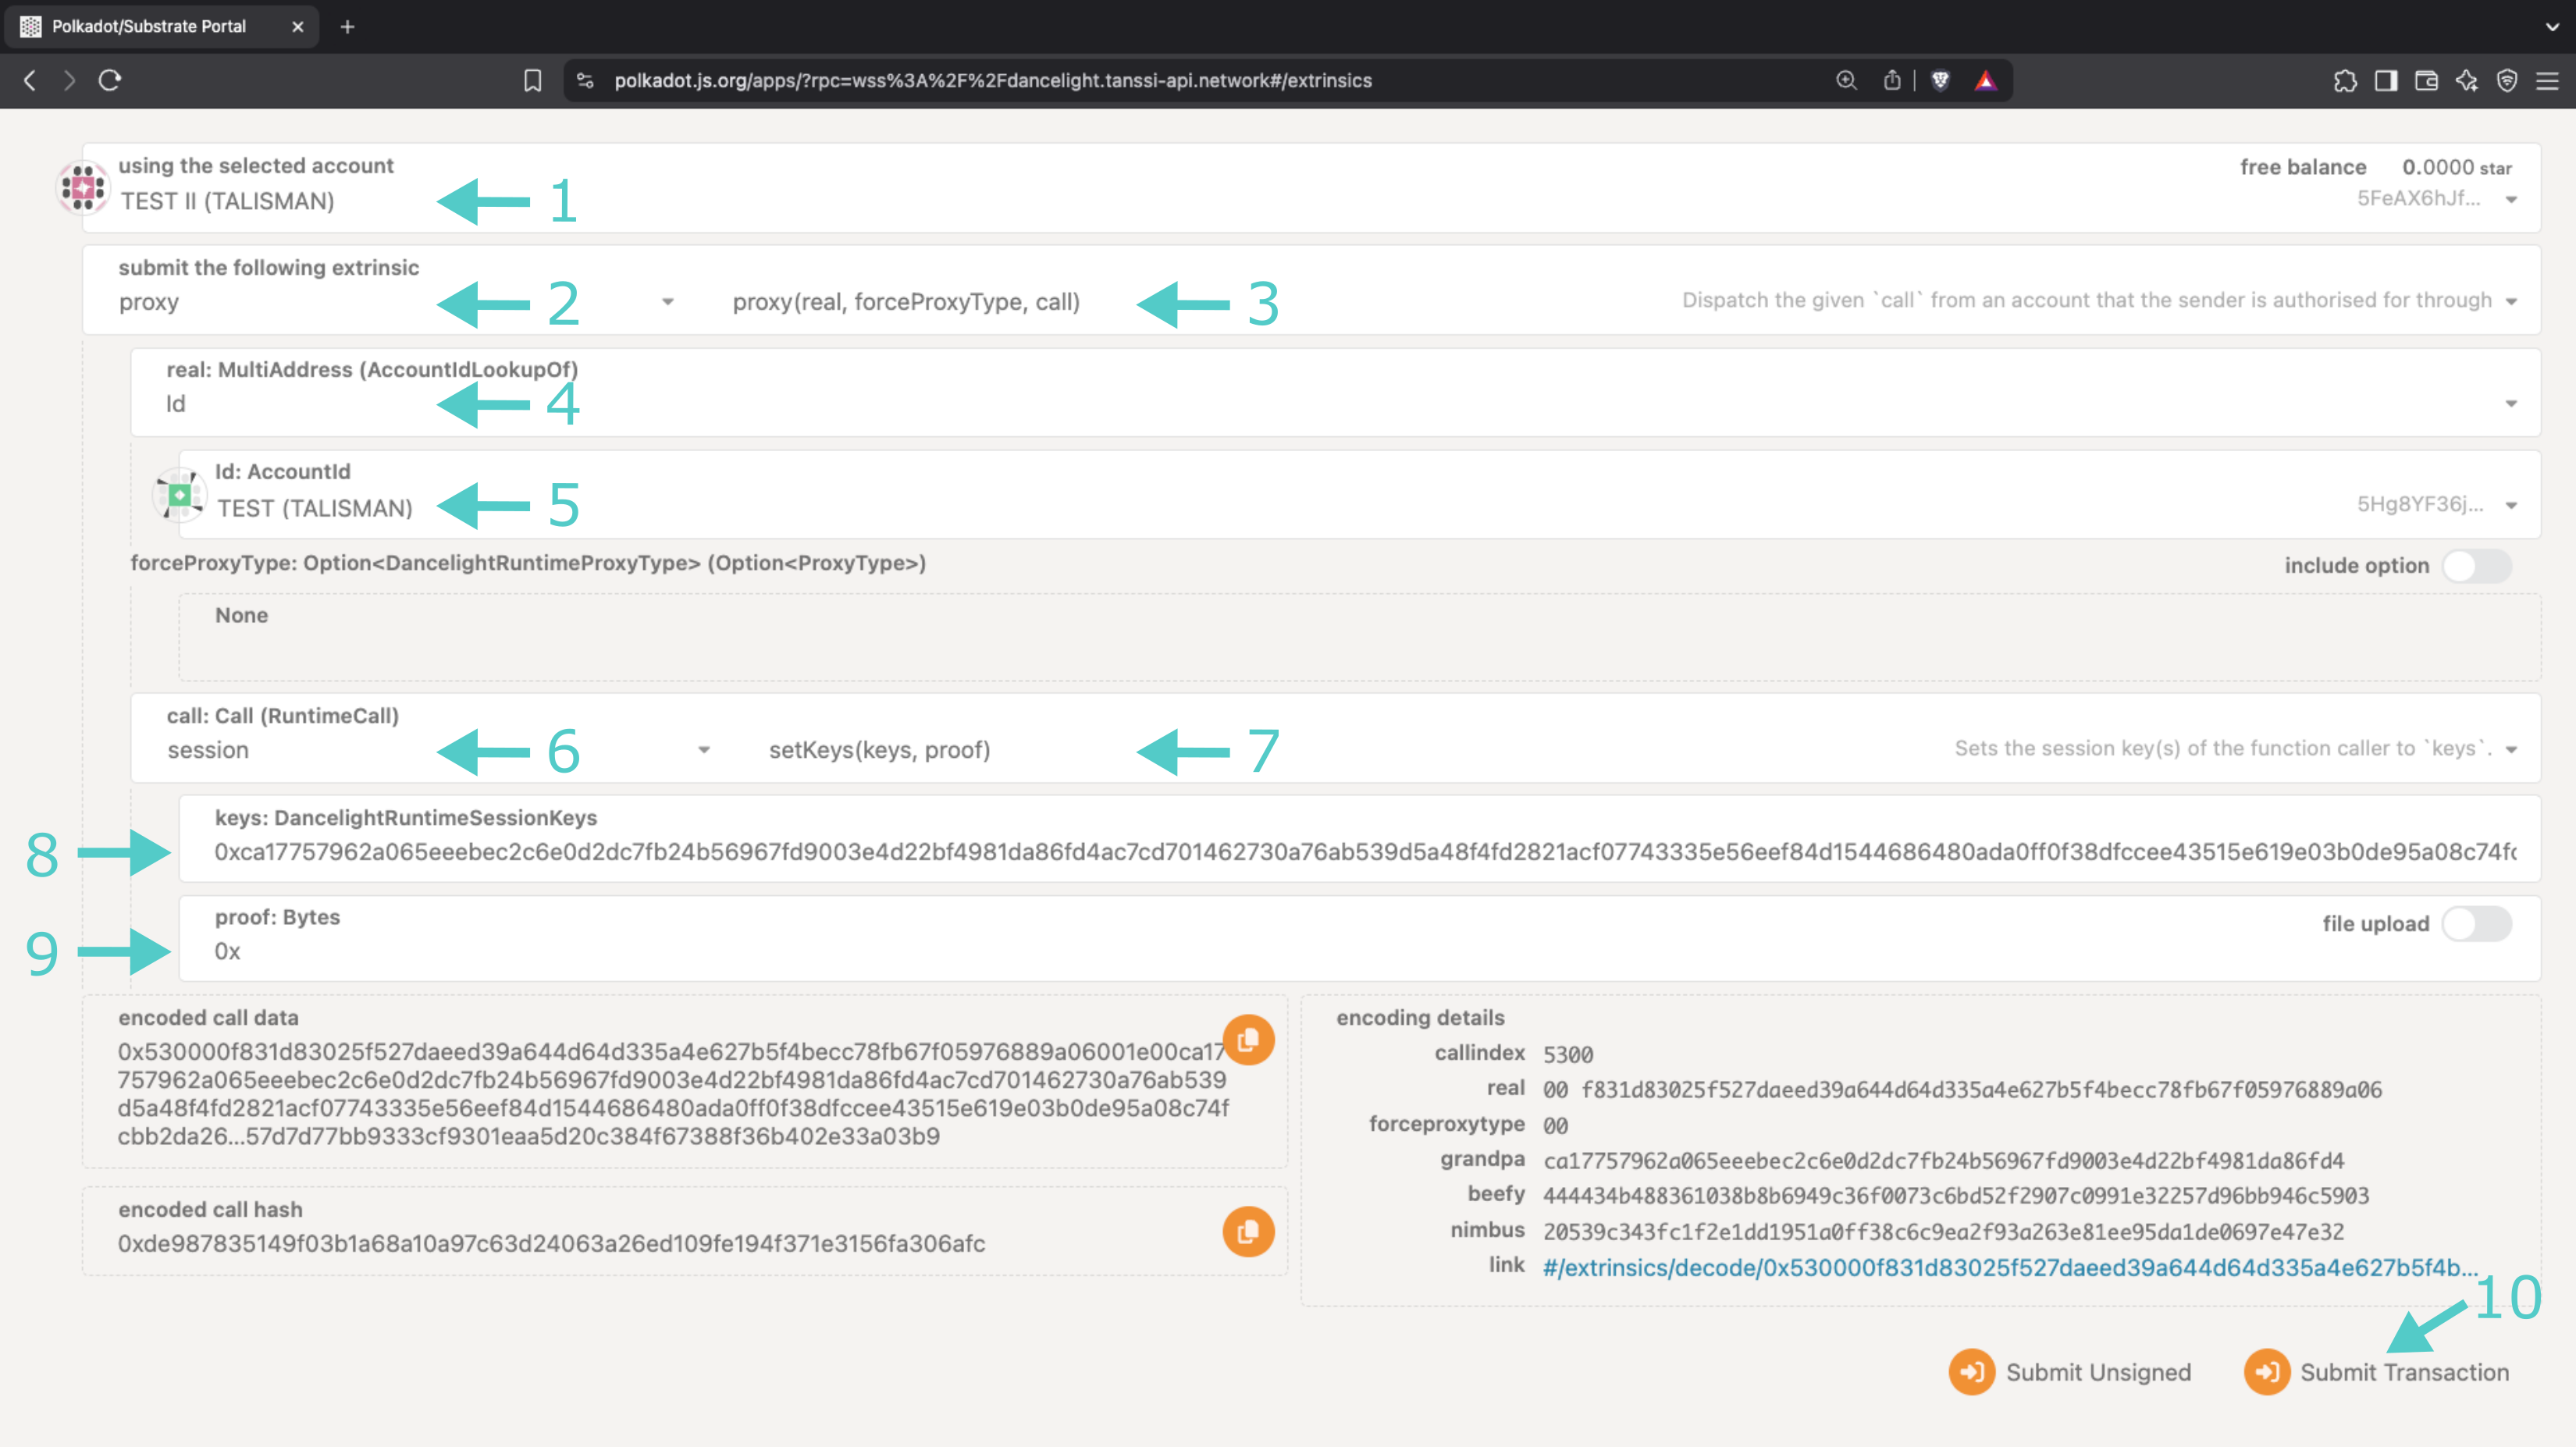 Polkadot/Substrate Portal
polkadot.js.org/apps/?rpc=wss%3A%2F%2Fdancelight.tanssi-api.network#/extrinsics
using the selected account
TEST II (TALISMAN)
1
free balance 0.0000 star
5FeAX6hJf...
submit the following extrinsic
proxy
2
proxy(real, forceProxyType, call)
3
Dispatch the given `call` from an account that the sender is authorised for through
real: MultiAddress (AccountIdLookupOf)
Id
4
Id: AccountId
TEST (TALISMAN)
5
5Hg8YF36j...
forceProxyType: Option<DancelightRuntimeProxyType> (Option<ProxyType>)
include option
None
call: Call (RuntimeCall)
session
6
setKeys(keys, proof)
7
Sets the session key(s) of the function caller to `keys`.
keys: DancelightRuntimeSessionKeys
8
0xca17757962a065eeebec2c6e0d2dc7fb24b56967fd9003e4d22bf4981da86fd4ac7cd701462730a76ab539d5a48f4fd2821acf07743335e56eef84d1544686480ada0ff0f38dfccee43515e619e03b0de95a08c74fc
proof: Bytes
file upload
9
0x
encoded call data
0x530000f831d83025f527daeed39a644d64d335a4e627b5f4becc78fb67f05976889a06001e00ca17
757962a065eeebec2c6e0d2dc7fb24b56967fd9003e4d22bf4981da86fd4ac7cd701462730a76ab539
d5a48f4fd2821acf07743335e56eef84d1544686480ada0ff0f38dfccee43515e619e03b0de95a08c74f
cbb2da26...57d7d77bb9333cf9301eaa5d20c384f67388f36b402e33a03b9
encoded call hash
0xde987835149f03b1a68a10a97c63d24063a26ed109fe194f371e3156fa306afc
encoding details
callindex 5300
real 00 f831d83025f527daeed39a644d64d335a4e627b5f4becc78fb67f05976889a06
forceproxytype 00
grandpa ca17757962a065eeebec2c6e0d2dc7fb24b56967fd9003e4d22bf4981da86fd4
beefy 444434b488361038b8b6949c36f0073c6bd52f2907c0991e32257d96bb946c5903
nimbus 20539c343fc1f2e1dd1951a0ff38c6c9ea2f93a263e81ee95da1de0697e47e32
link #/extrinsics/decode/0x530000f831d83025f527daeed39a644d64d335a4e627b5f4b...
10
Submit Unsigned
Submit Transaction